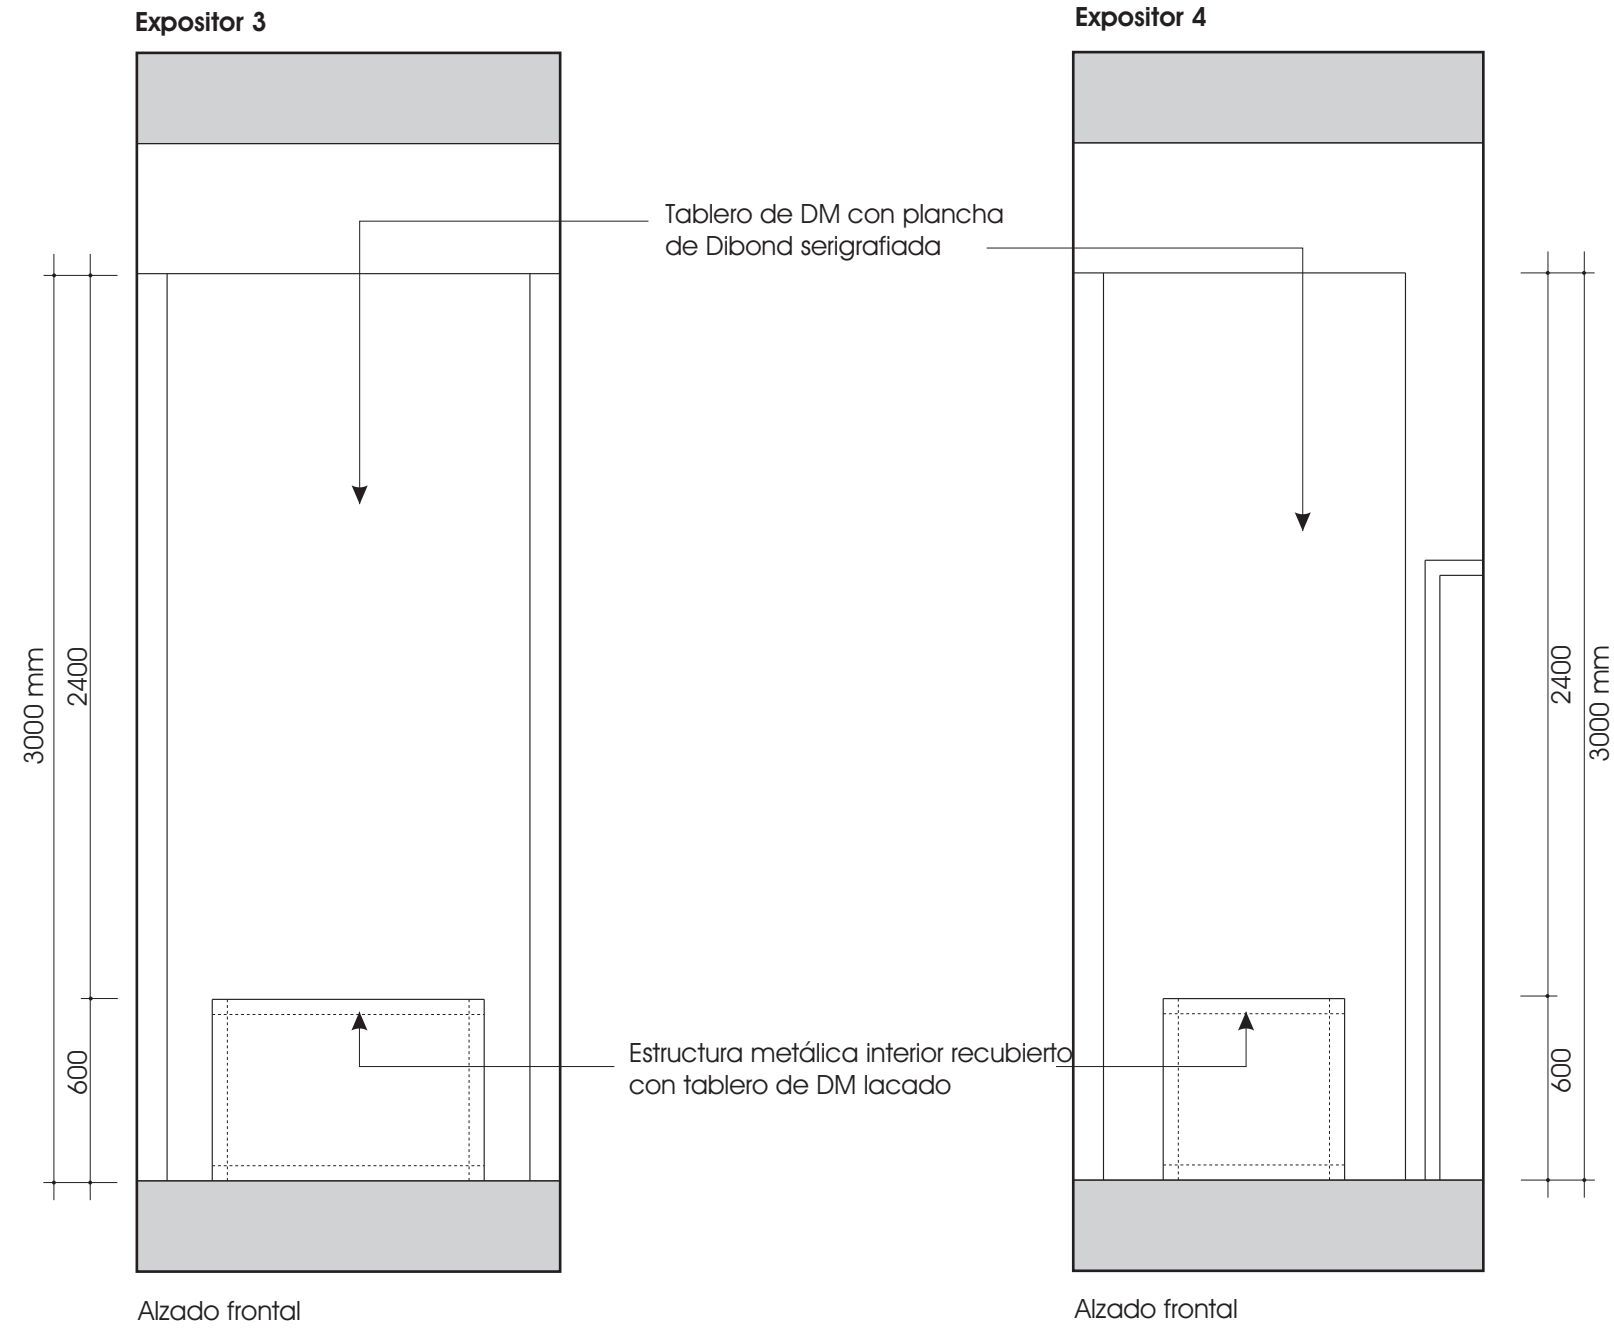 Expositor 3
Expositor 4
Tablero de DM con plancha
de Dibond serigrafiada
3000 mm
2400
600
2400
3000 mm
600
Estructura metálica interior recubierto
con tablero de DM lacado
Alzado frontal
Alzado frontal